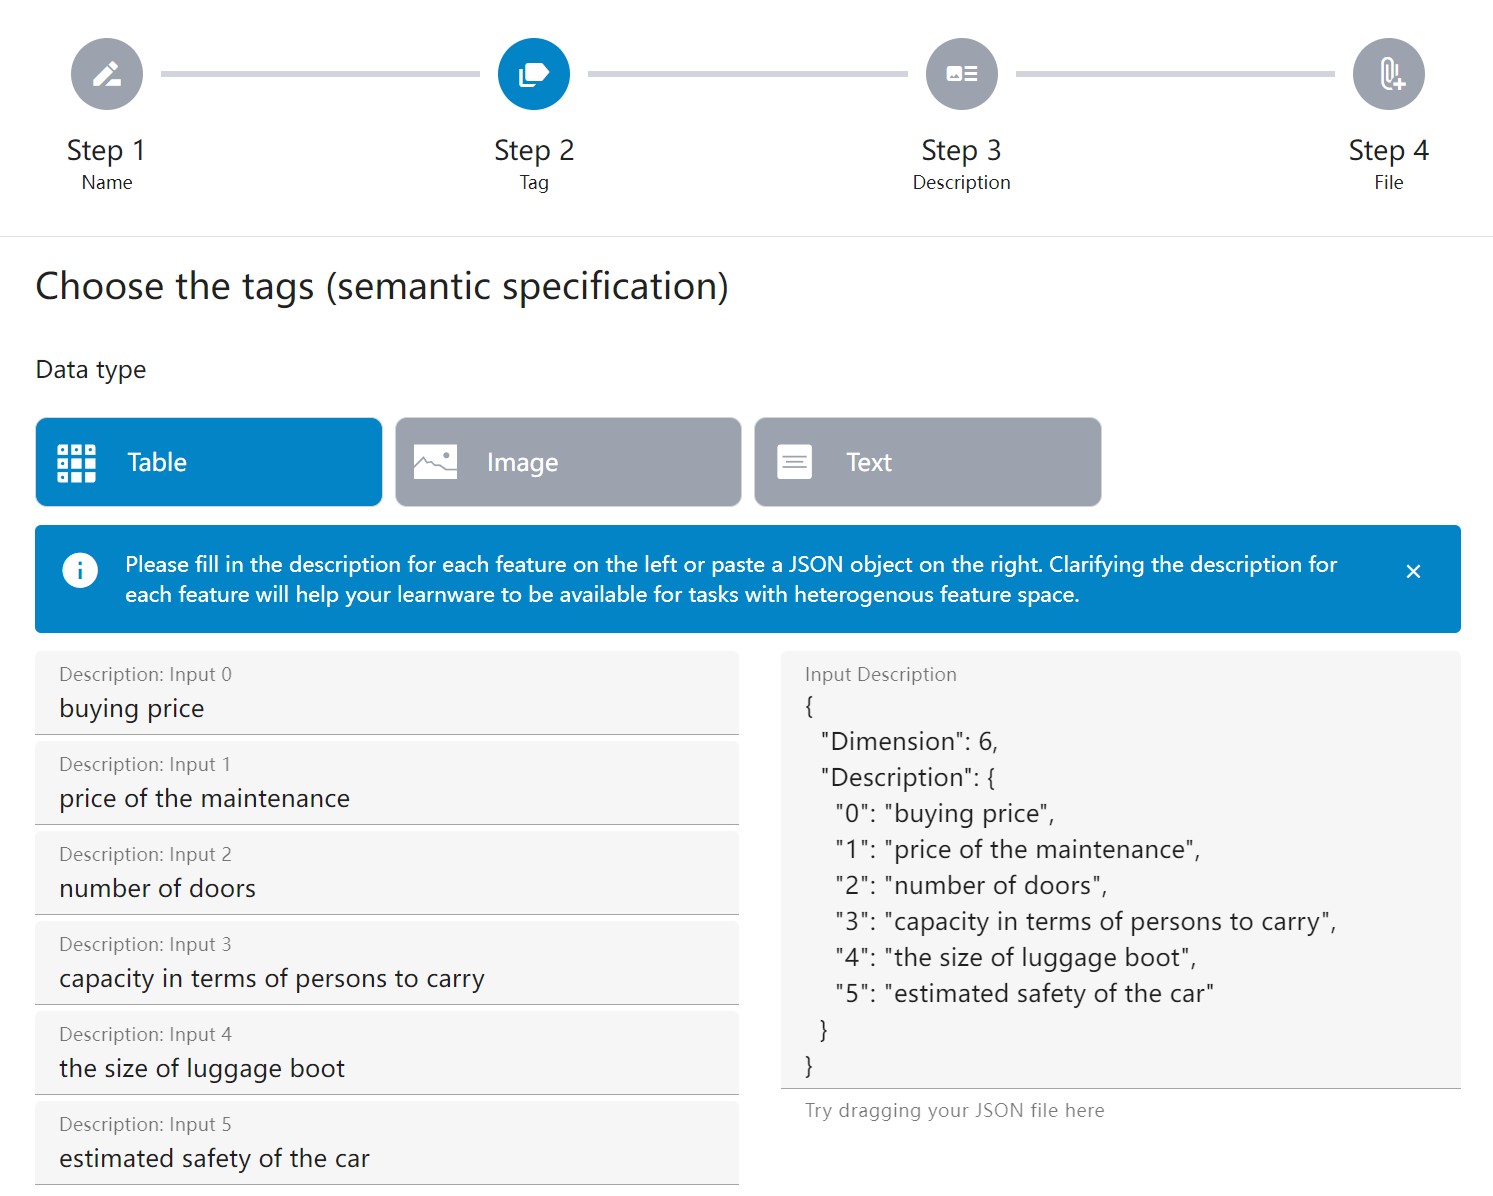 Step 1
Name
Step 2
Tag
Step 3
Description
Step 4
File
Choose the tags (semantic specification)
Data type
Table
Image
Text
Please fill in the description for each feature on the left or paste a JSON object on the right. Clarifying the description for
each feature will help your learnware to be available for tasks with heterogenous feature space.
Description: Input 0
buying price
Description: Input 1
price of the maintenance
Description: Input 2
number of doors
Description: Input 3
capacity in terms of persons to carry
Description: Input 4
the size of luggage boot
Description: Input 5
estimated safety of the car
Input Description
{
"Dimension": 6,
"Description": {
"0": "buying price",
"1": "price of the maintenance",
"2": "number of doors",
"3": "capacity in terms of persons to carry",
"4": "the size of luggage boot",
"5": "estimated safety of the car"
}
}
Try dragging your JSON file here